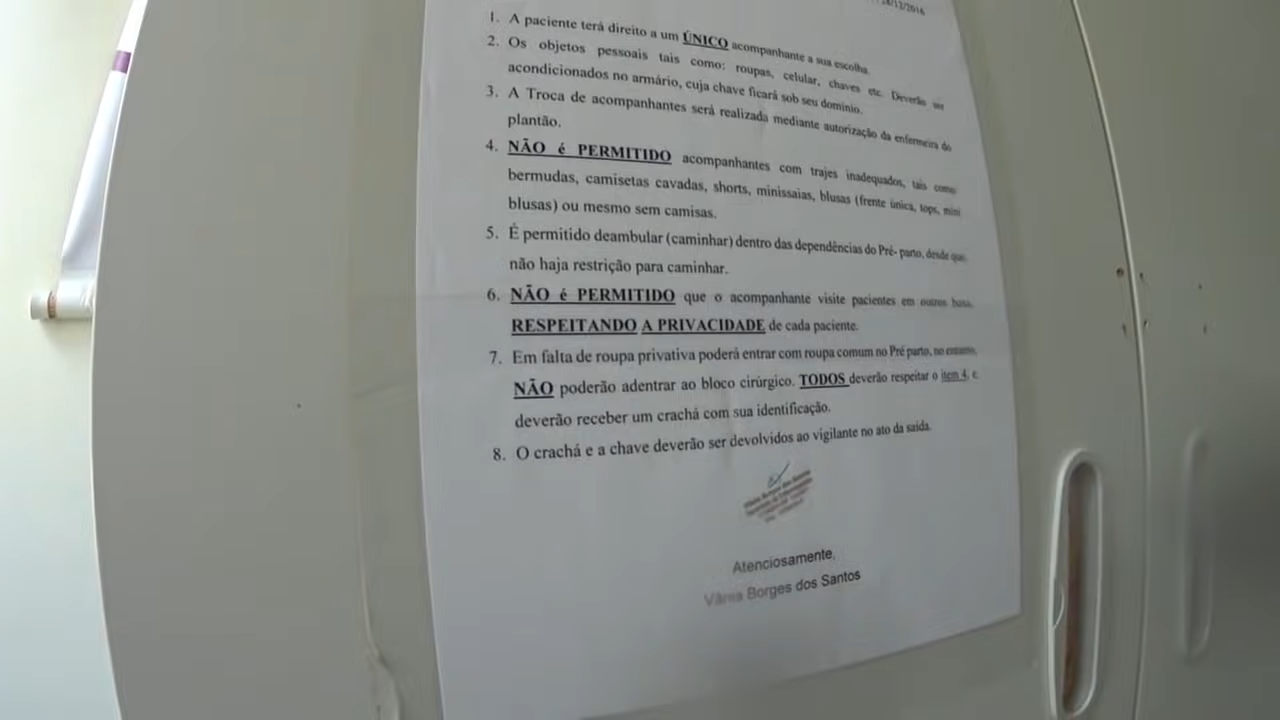 28/12/2016
1. A paciente terá direito a um ÚNICO acompanhante a sua escolha.
2. Os objetos pessoais tais como: roupas, celular, chaves etc. Deverão ser
acondicionados no armário, cuja chave ficará sob seu domínio.
3. A Troca de acompanhantes será realizada mediante autorização da enfermeira do
plantão.
4. NÃO é PERMITIDO acompanhantes com trajes inadequados, tais como
bermudas, camisetas cavadas, shorts, minissaias, blusas (frente única, tops, mini
blusas) ou mesmo sem camisas.
5. É permitido deambular (caminhar) dentro das dependências do Pré- parto, desde que
não haja restrição para caminhar.
6. NÃO é PERMITIDO que o acompanhante visite pacientes em outros
RESPEITANDO A PRIVACIDADE de cada paciente.
7. Em falta de roupa privativa poderá entrar com roupa comum no Pré parto, no entanto,
NÃO poderão adentrar ao bloco cirúrgico. TODOS deverão respeitar o item 4, e
deverão receber um crachá com sua identificação.
8. O crachá e a chave deverão ser devolvidos ao vigilante no ato da saída.
Vânia Borges dos Santos
Atenciosamente,
Vânia Borges dos Santos